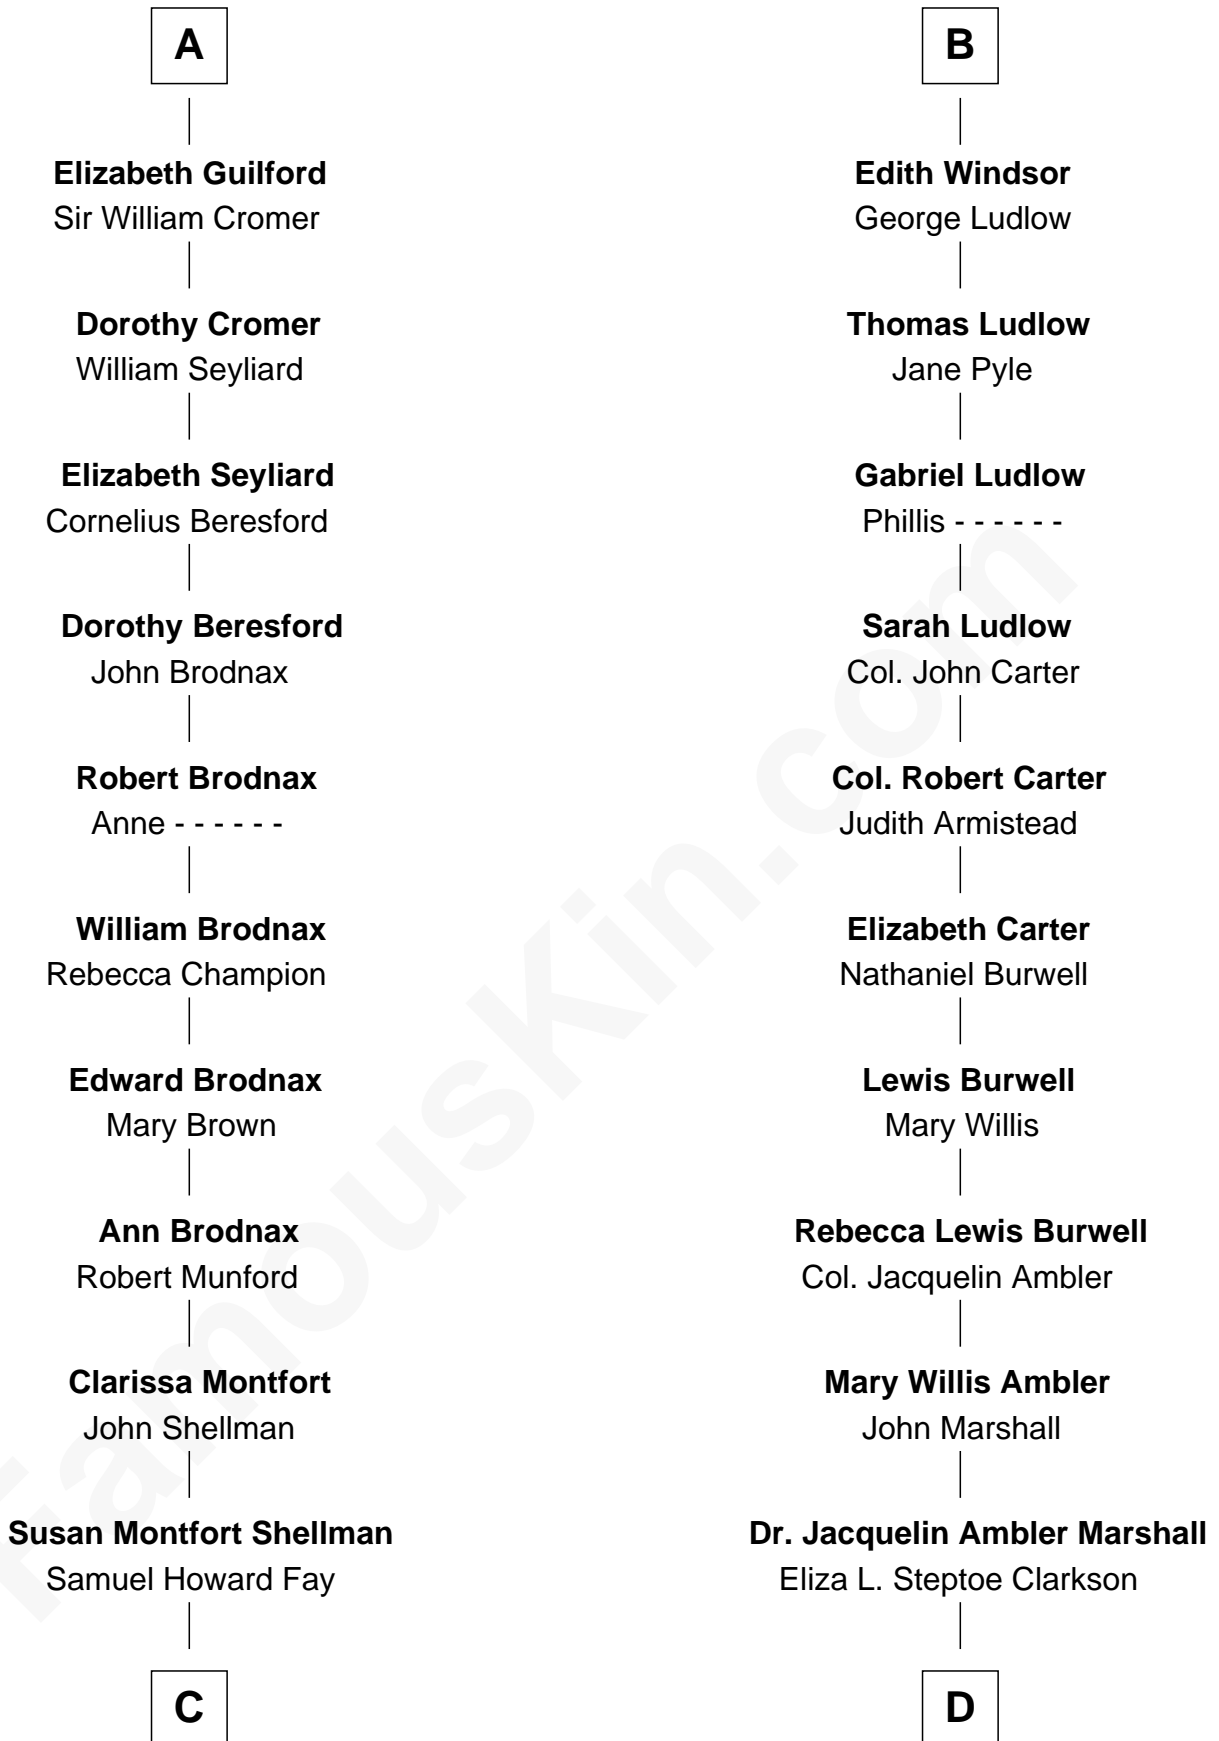 A
Elizabeth Guilford
Sir William Cromer
Dorothy Cromer
William Seyliard
Elizabeth Seyliard
Cornelius Beresford
Dorothy Beresford
John Brodnax
Robert Brodnax
Anne - - - - - -
William Brodnax
Rebecca Champion
Edward Brodnax
Mary Brown
Ann Brodnax
Robert Munford
Clarissa Montfort
John Shellman
Susan Montfort Shellman
Samuel Howard Fay
C
B
Edith Windsor
George Ludlow
Thomas Ludlow
Jane Pyle
Gabriel Ludlow
Phillis - - - - - -
Sarah Ludlow
Col. John Carter
Col. Robert Carter
Judith Armistead
Elizabeth Carter
Nathaniel Burwell
Lewis Burwell
Mary Willis
Rebecca Lewis Burwell
Col. Jacquelin Ambler
Mary Willis Ambler
John Marshall
Dr. Jacquelin Ambler Marshall
Eliza L. Steptoe Clarkson
D
FamousKin.com